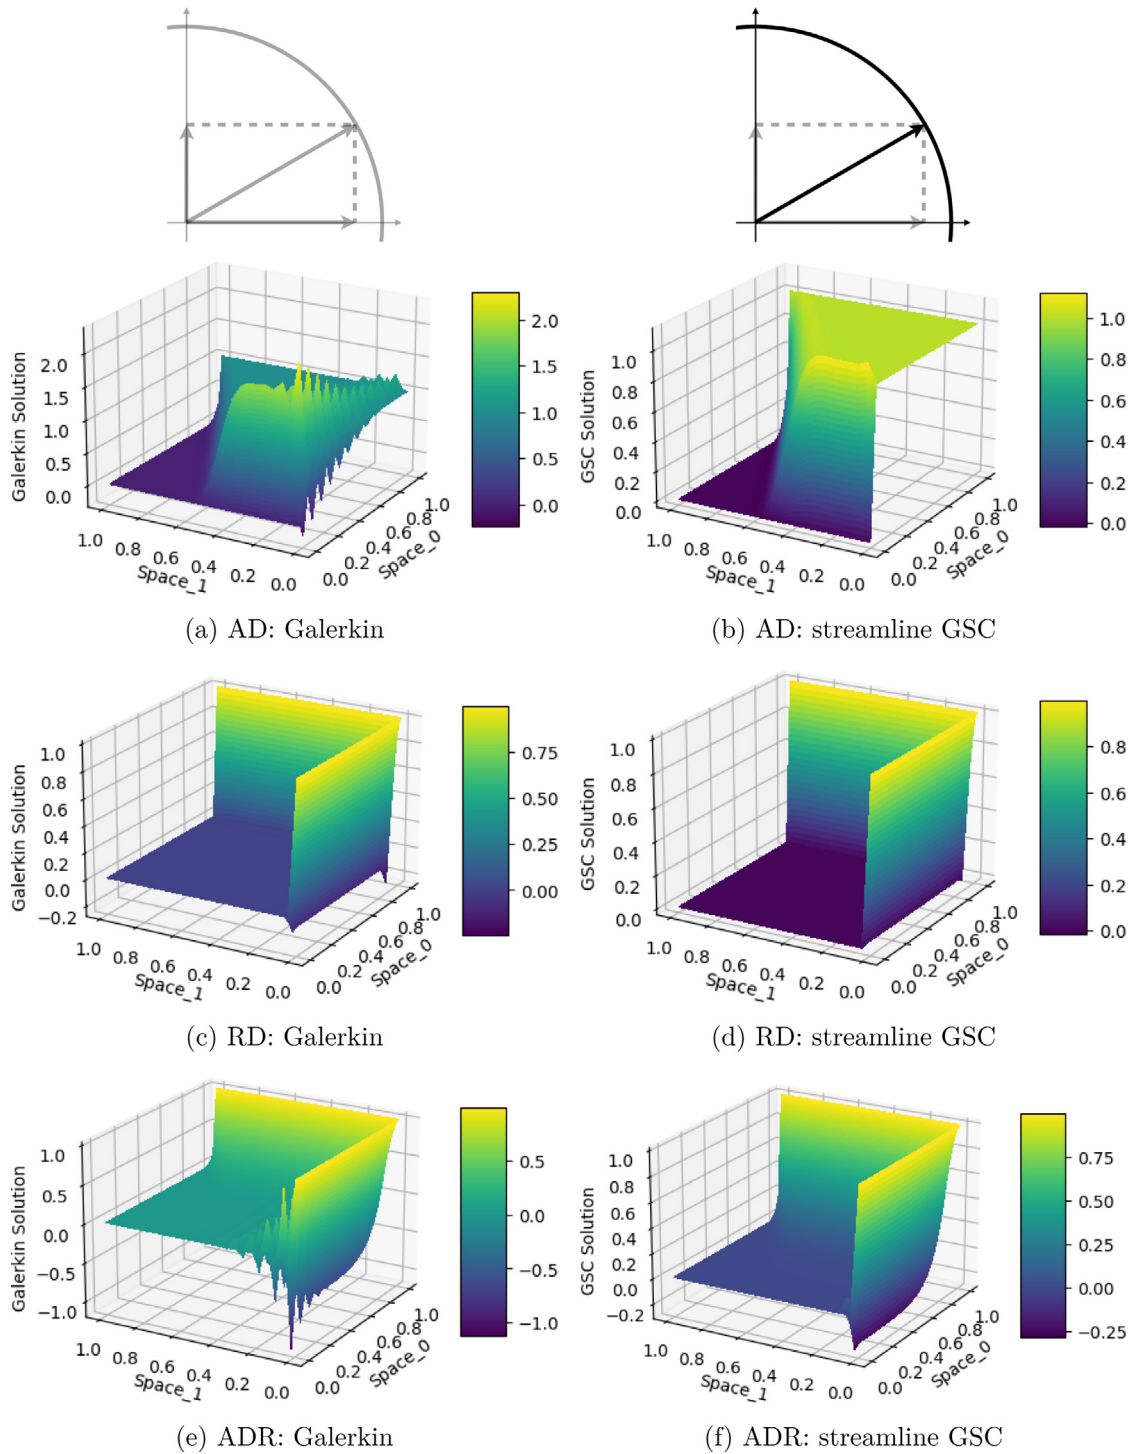 Galerkin Solution
2.0
1.5
1.0
0.5
0.0
1.0 0.8 0.6 0.4 0.2 0.0
Space_1
0.0 0.2 0.4 0.6 0.8 1.0
Space_0
2.0
1.5
1.0
0.5
0.0
GSC Solution
1.0
0.8
0.6
0.4
0.2
0.0
1.0 0.8 0.6 0.4 0.2 0.0
Space_1
0.0 0.2 0.4 0.6 0.8 1.0
Space_0
1.0
0.8
0.6
0.4
0.2
0.0
(a) AD: Galerkin
(b) AD: streamline GSC
Galerkin Solution
1.0
0.8
0.6
0.4
0.2
0.0
−0.2
1.0 0.8 0.6 0.4 0.2 0.0
Space_1
0.0 0.2 0.4 0.6 0.8 1.0
Space_0
0.75
0.50
0.25
0.00
GSC Solution
1.0
0.8
0.6
0.4
0.2
0.0
1.0 0.8 0.6 0.4 0.2 0.0
Space_1
0.0 0.2 0.4 0.6 0.8 1.0
Space_0
0.8
0.6
0.4
0.2
0.0
(c) RD: Galerkin
(d) RD: streamline GSC
Galerkin Solution
1.0
0.5
0.0
−0.5
−1.0
1.0 0.8 0.6 0.4 0.2 0.0
Space_1
0.0 0.2 0.4 0.6 0.8 1.0
Space_0
0.5
0.0
−0.5
−1.0
GSC Solution
1.0
0.8
0.6
0.4
0.2
0.0
−0.2
1.0 0.8 0.6 0.4 0.2 0.0
Space_1
0.0 0.2 0.4 0.6 0.8 1.0
Space_0
0.75
0.50
0.25
0.00
−0.25
(e) ADR: Galerkin
(f) ADR: streamline GSC